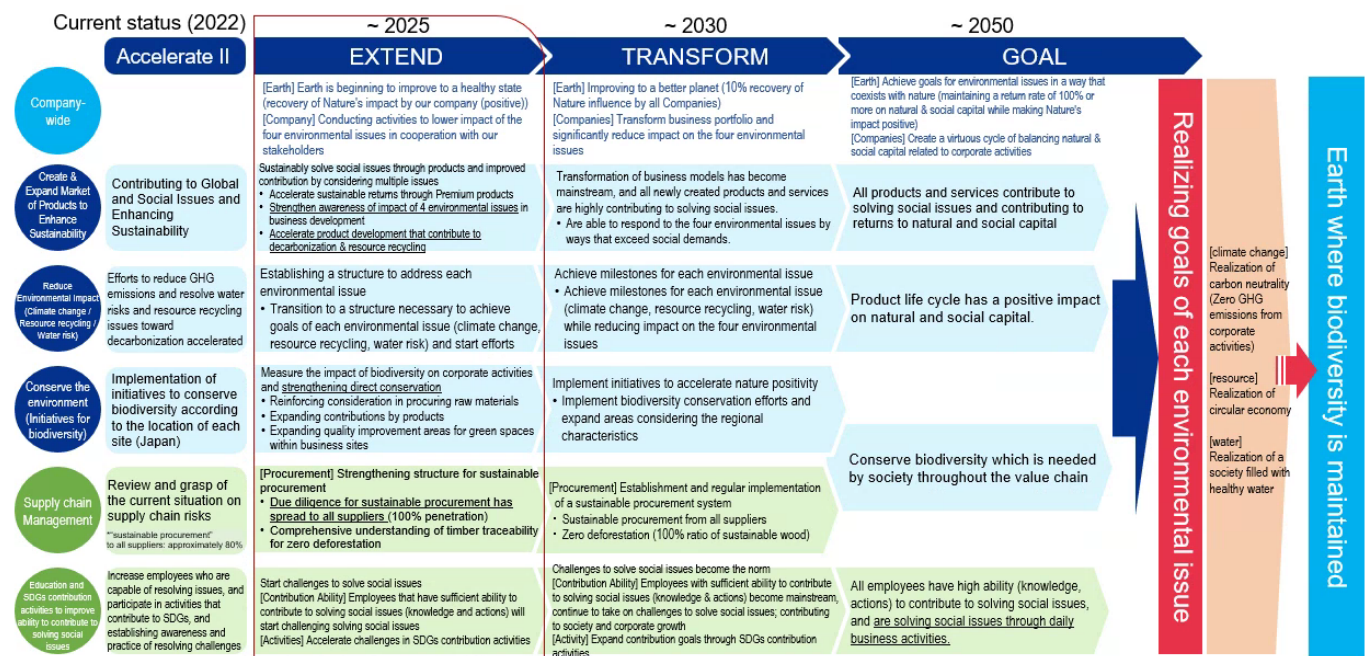 Current status (2022)
~ 2025
~ 2030
~ 2050
Accelerate II
EXTEND
TRANSFORM
GOAL
Company-
wide
[Earth] Earth is beginning to improve to a healthy state
(recovery of Nature's impact by our company (positive))
[Company] Conducting activities to lower impact of the
four environmental issues in cooperation with our
stakeholders
[Earth] Improving to a better planet (10% recovery of
Nature influence by all Companies)
[Companies] Transform business portfolio and
significantly reduce impact on the four environmental
issues
[Earth] Achieve goals for environmental issues in a way that
coexists with nature (maintaining a return rate of 100% or
more on natural & social capital while making Nature's
impact positive)
[Companies] Create a virtuous cycle of balancing natural &
social capital related to corporate activities
Create &
Expand Market
of Products to
Enhance
Sustainability
Contributing to Global
and Social Issues and
Enhancing
Sustainability
Sustainably solve social issues through products and improved
contribution by considering multiple issues
• Accelerate sustainable returns through Premium products
• Strengthen awareness of impact of 4 environmental issues in
business development
• Accelerate product development that contribute to
decarbonization & resource recycling
Transformation of business models has become
mainstream, and all newly created products and services
are highly contributing to solving social issues.
• Are able to respond to the four environmental issues by
ways that exceed social demands.
All products and services contribute to
solving social issues and contributing to
returns to natural and social capital
Reduce
Environmental Impact
(Climate change /
Resource recycling /
Water risk)
Efforts to reduce GHG
emissions and resolve water
risks and resource recycling
issues toward
decarbonization accelerated
Establishing a structure to address each
environmental issue
• Transition to a structure necessary to achieve
goals of each environmental issue (climate change,
resource recycling, water risk) and start efforts
Achieve milestones for each environmental issue
• Achieve milestones for each environmental issue
(climate change, resource recycling, water risk)
while reducing impact on the four environmental
issues
Product life cycle has a positive impact
on natural and social capital.
Conserve the
environment
(Initiatives for
biodiversity)
Implementation of
initiatives to conserve
biodiversity according
to the location of each
site (Japan)
Measure the impact of biodiversity on corporate activities
and strengthening direct conservation
• Reinforcing consideration in procuring raw materials
• Expanding contributions by products
• Expanding quality improvement areas for green spaces
within business sites
Implement initiatives to accelerate nature positivity
• Implement biodiversity conservation efforts and
expand areas considering the regional
characteristics
Conserve biodiversity which is needed
by society throughout the value chain
Supply chain
Management
Review and grasp of
the current situation on
supply chain risks
*"sustainable procurement"
to all suppliers: approximately 80%
[Procurement] Strengthening structure for sustainable
procurement
• Due diligence for sustainable procurement has
spread to all suppliers (100% penetration)
• Comprehensive understanding of timber traceability
for zero deforestation
[Procurement] Establishment and regular implementation
of a sustainable procurement system
· Sustainable procurement from all suppliers
· Zero deforestation (100% ratio of sustainable wood)
Education and
SDGs contribution
activities to improve
ability to contribute to
solving social
issues
Increase employees who are
capable of resolving issues, and
participate in activities that
contribute to SDGs, and
establishing awareness and
practice of resolving challenges
Start challenges to solve social issues
[Contribution Ability] Employees that have sufficient ability to
contribute to solving social issues (knowledge and actions) will
start challenging solving social issues
[Activities] Accelerate challenges in SDGs contribution activities
Challenges to solve social issues become the norm
[Contribution Ability] Employees with sufficient ability to contribute
to solving social issues (knowledge & actions) become mainstream,
continue to take on challenges to solve social issues; contributing
to society and corporate growth
[Activity] Expand contribution goals through SDGs contribution
activities
All employees have high ability (knowledge,
actions) to contribute to solving social issues,
and are solving social issues through daily
business activities.
Realizing goals of each environmental issue
[climate change]
Realization of
carbon neutrality
(Zero GHG
emissions from
corporate
activities)
[resource]
Realization of
circular economy
[water]
Realization of a
society filled with
healthy water
Earth where biodiversity is maintained